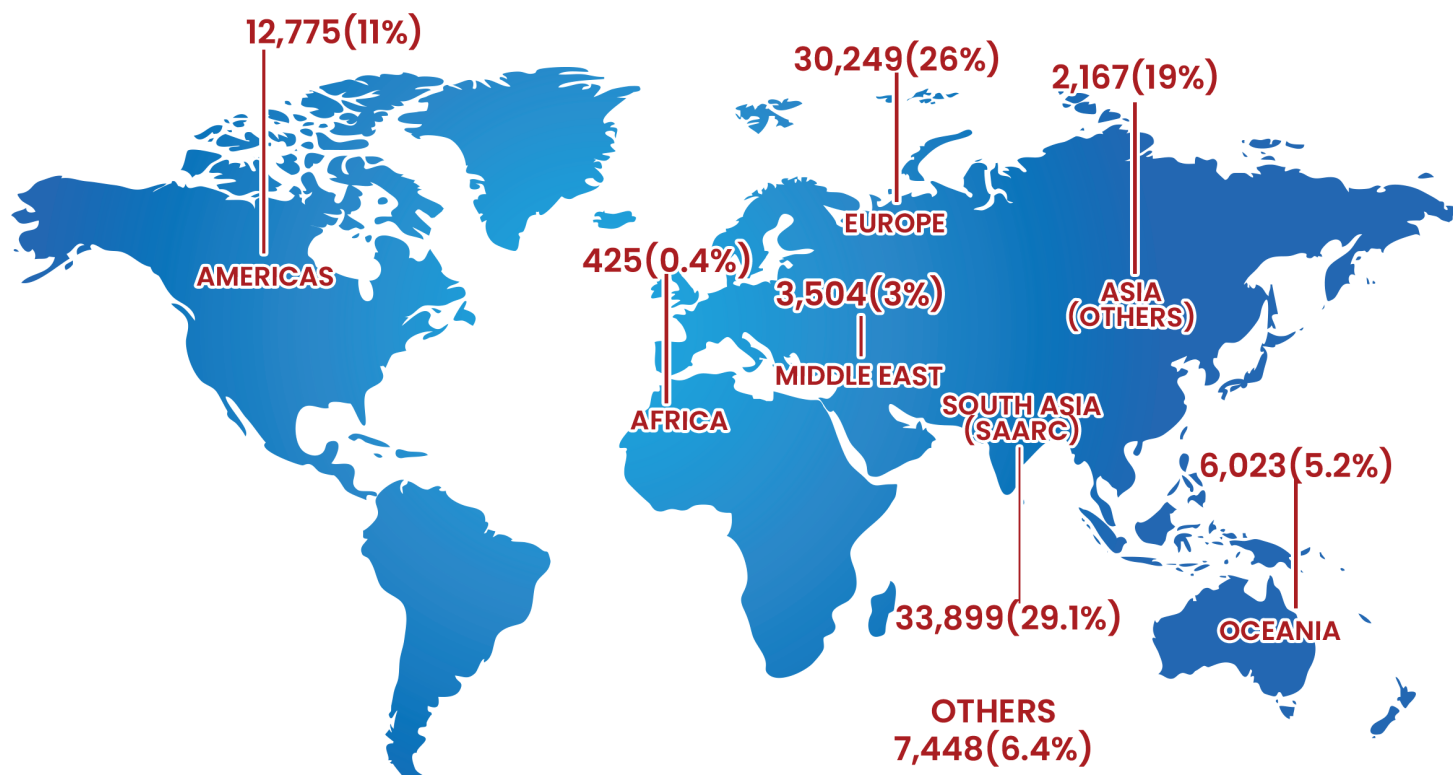 12,775(11%)
AMERICAS
30,249(26%)
EUROPE
2,167(19%)
ASIA
(OTHERS)
425(0.4%)
AFRICA
3,504(3%)
MIDDLE EAST
SOUTH ASIA
(SAARC)
33,899(29.1%)
6,023(5.2%)
OCEANIA
OTHERS
7,448(6.4%)